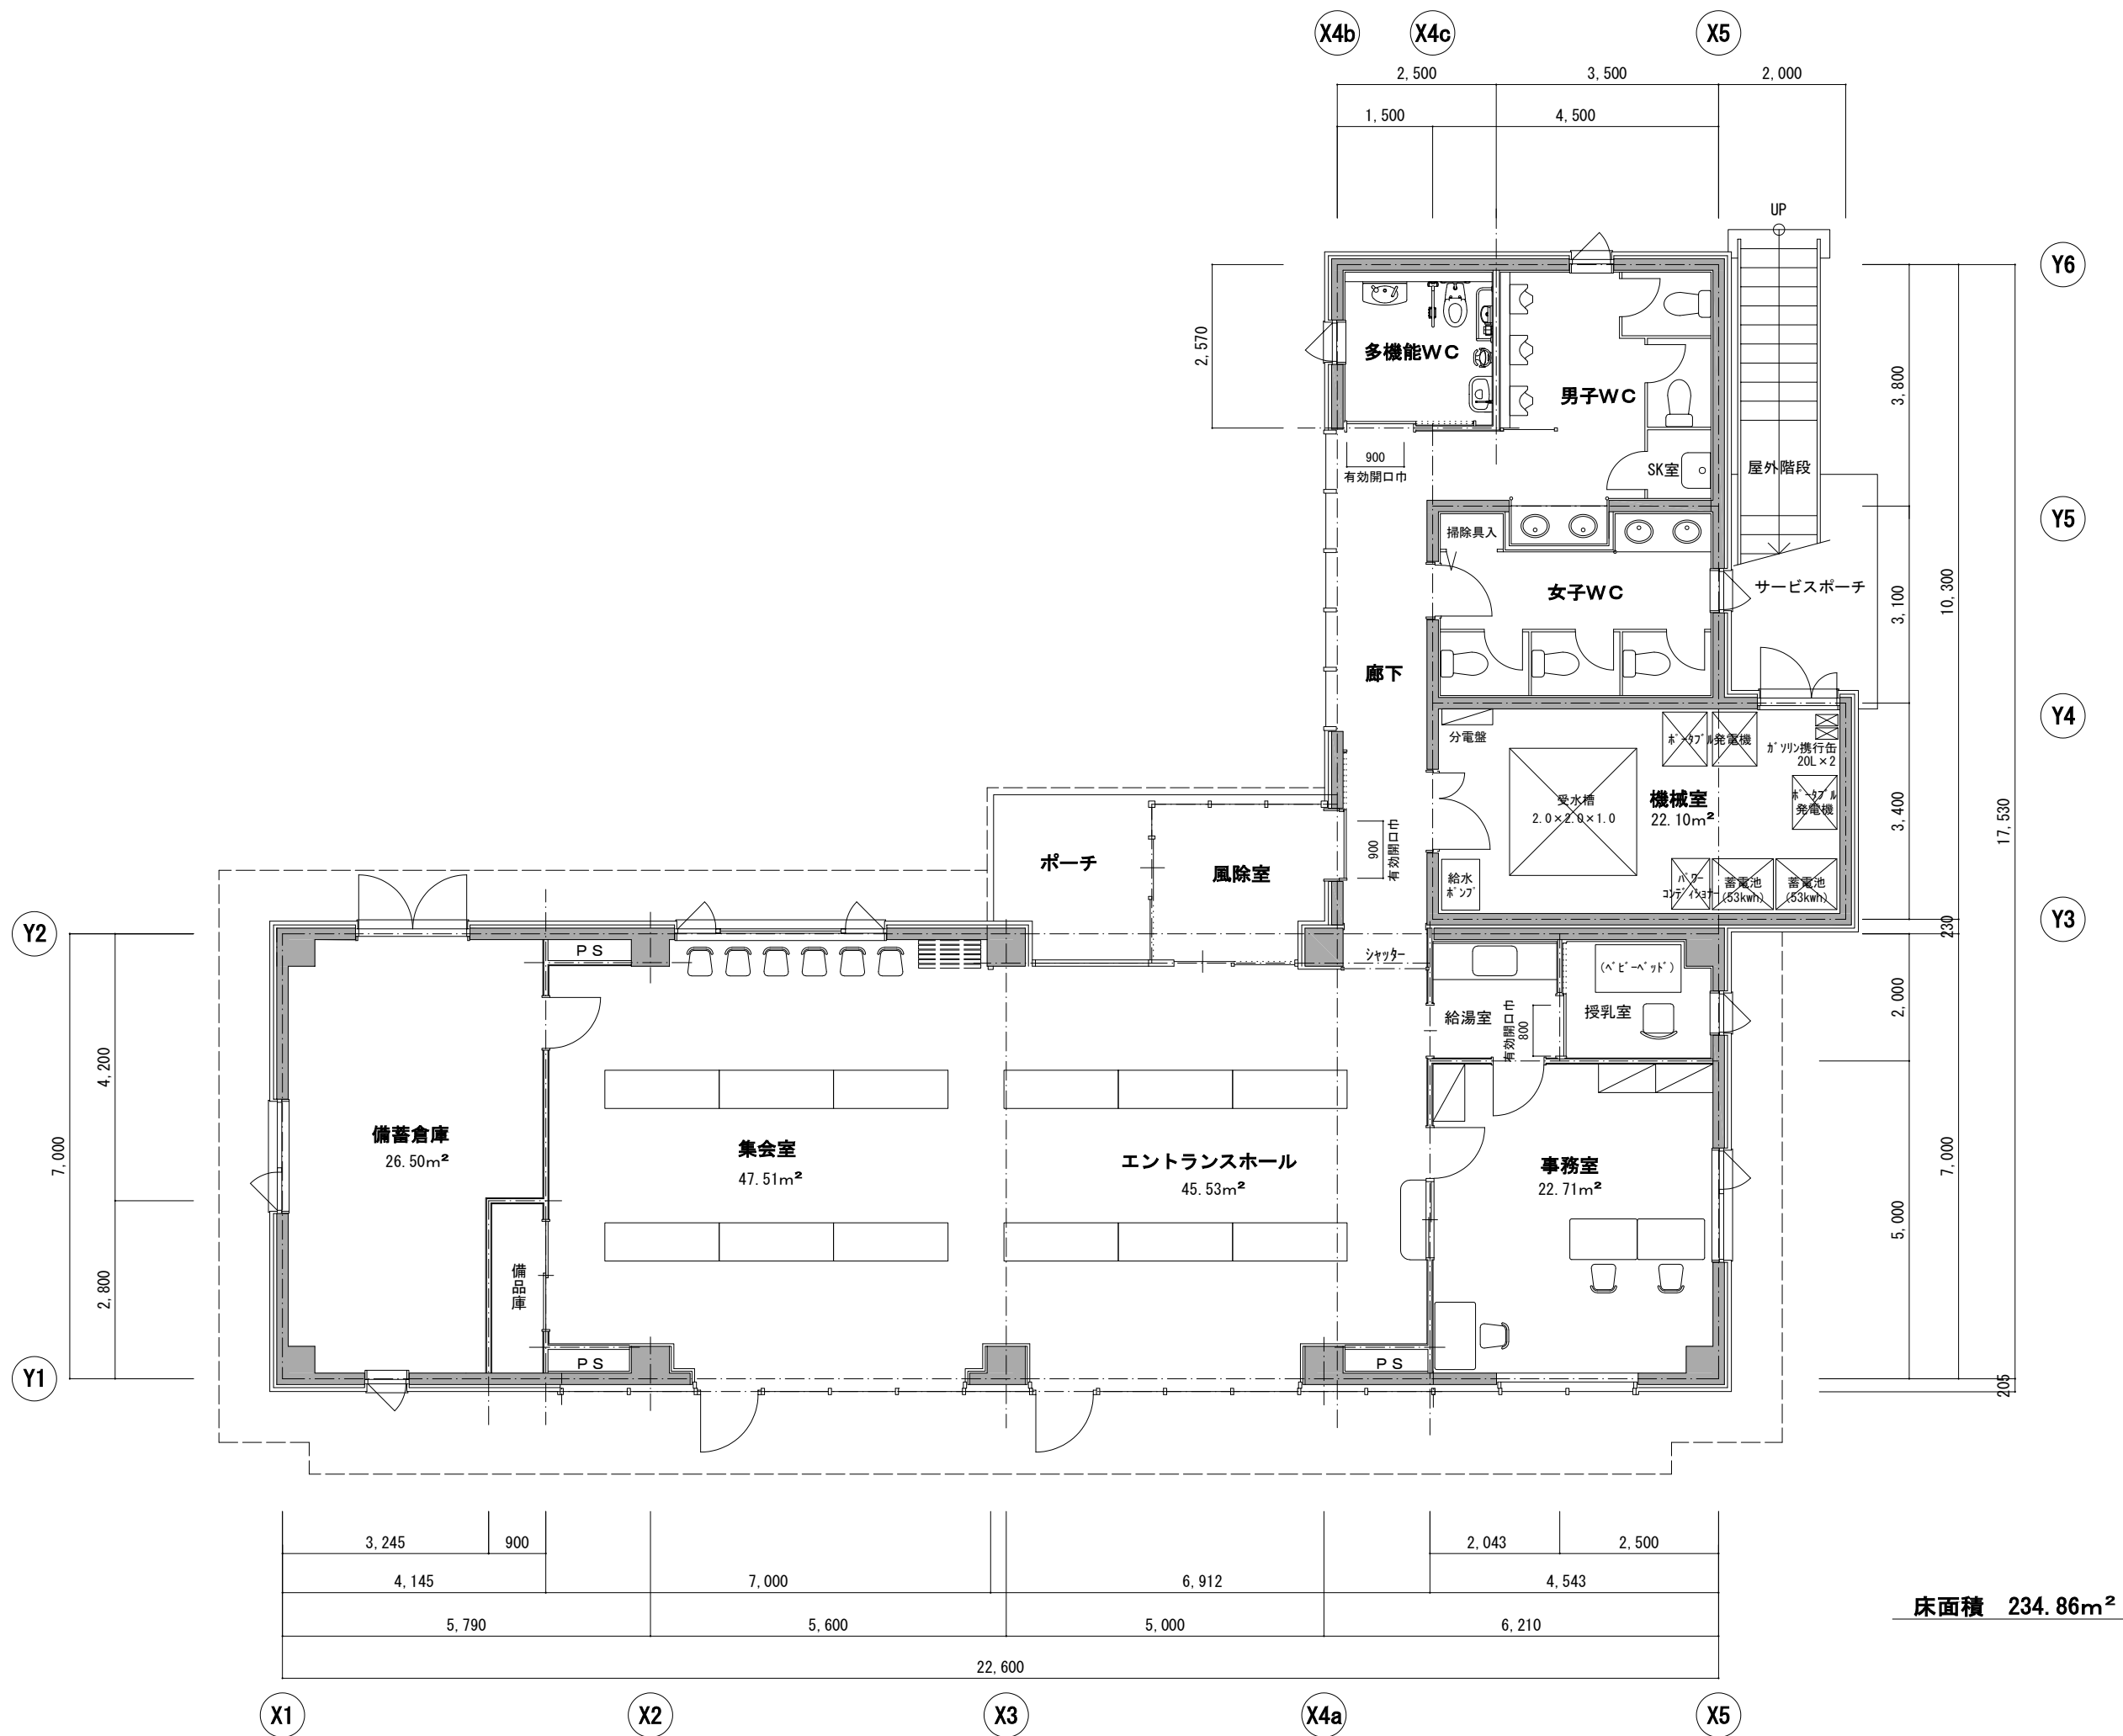 X4b
X4c
X5
2,500
3,500
2,000
1,500
4,500
UP
Y6
2,570
多機能WC
男子WC
3,800
900
有効開口巾
SK室
屋外階段
Y5
掃除具入
女子WC
サービスポーチ
3,100
10,300
廊下
Y4
分電盤
ﾎﾟｰﾀﾌﾞﾙ発電機
ｶﾞｿﾘﾝ携行缶
20L×2
受水槽
2.0×2.0×1.0
機械室
22.10m²
ﾎﾟｰﾀﾌﾞﾙ
発電機
3,400
17,530
ポーチ
風除室
900
有効開口巾
給水
ﾎﾟﾝﾌﾟ
ﾊﾟﾜｰ
ｺﾝﾃﾞｨｼｮﾅｰ
蓄電池
(53kwh)
蓄電池
(53kwh)
Y2
Y3
230
PS
ｼｬｯﾀｰ
(ﾍﾞﾋﾞｰﾍﾞｯﾄﾞ)
給湯室
有効開口巾
800
授乳室
2,000
4,200
7,000
備蓄倉庫
26.50m²
集会室
47.51m²
エントランスホール
45.53m²
事務室
22.71m²
7,000
5,000
2,800
備品庫
PS
PS
Y1
205
3,245
900
2,043
2,500
4,145
7,000
6,912
4,543
5,790
5,600
5,000
6,210
22,600
床面積 234.86m²
X1
X2
X3
X4a
X5